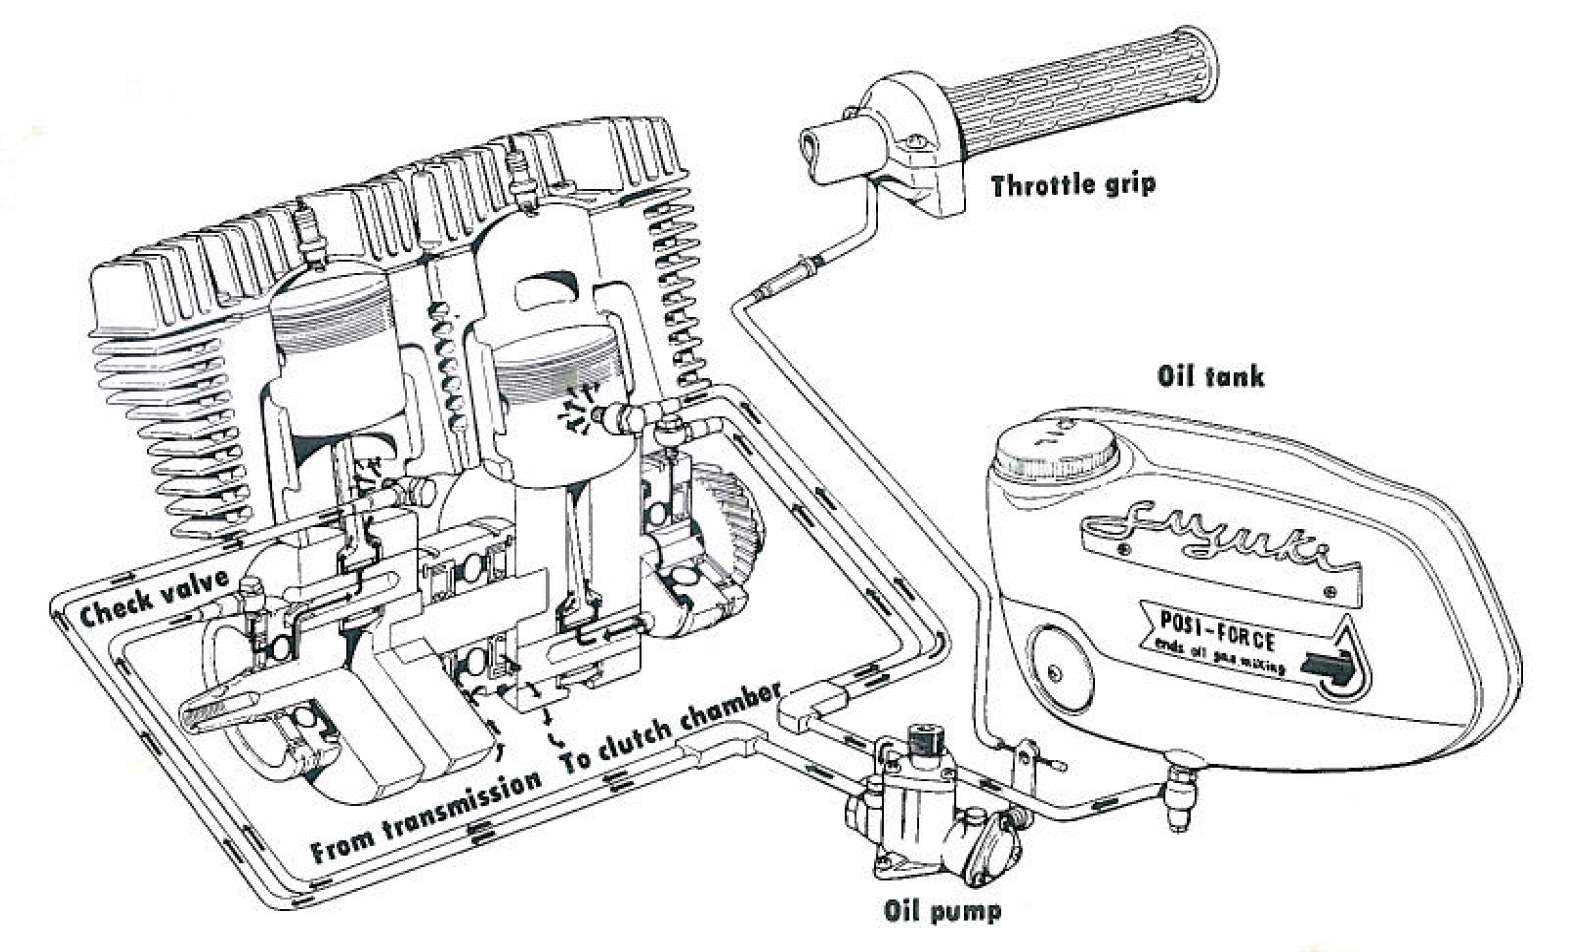 Throttle grip
Oil tank
Suzuki
POSI-FORCE
ends oil gas mixing
Check valve
To clutch chamber
From transmission
Oil pump